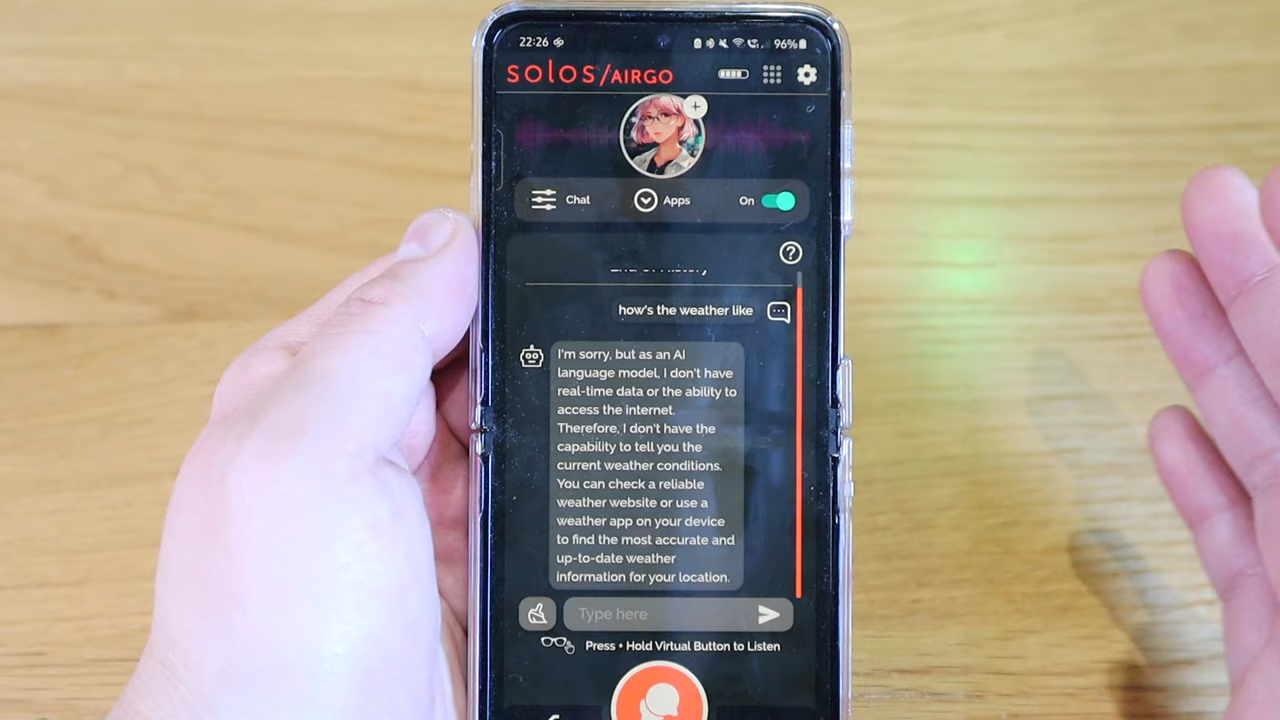 22:26
96%
solos/AIRGO
Chat
Apps
On
how's the weather like
I'm sorry, but as an AI
language model, I don't have
real-time data or the ability to
access the internet.
Therefore, I don't have the
capability to tell you the
current weather conditions.
You can check a reliable
weather website or use a
weather app on your device
to find the most accurate and
up-to-date weather
information for your location.
Type here
Press + Hold Virtual Button to Listen